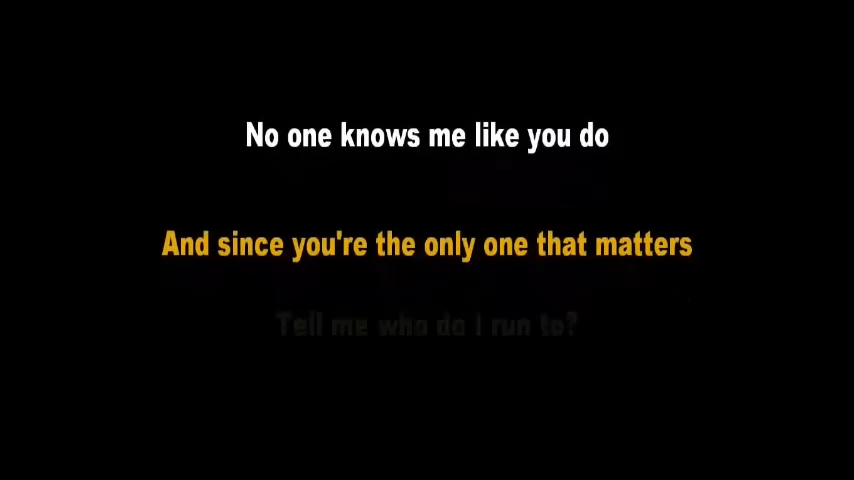 No one knows me like you do
And since you're the only one that matters
Tell me who do I run to?